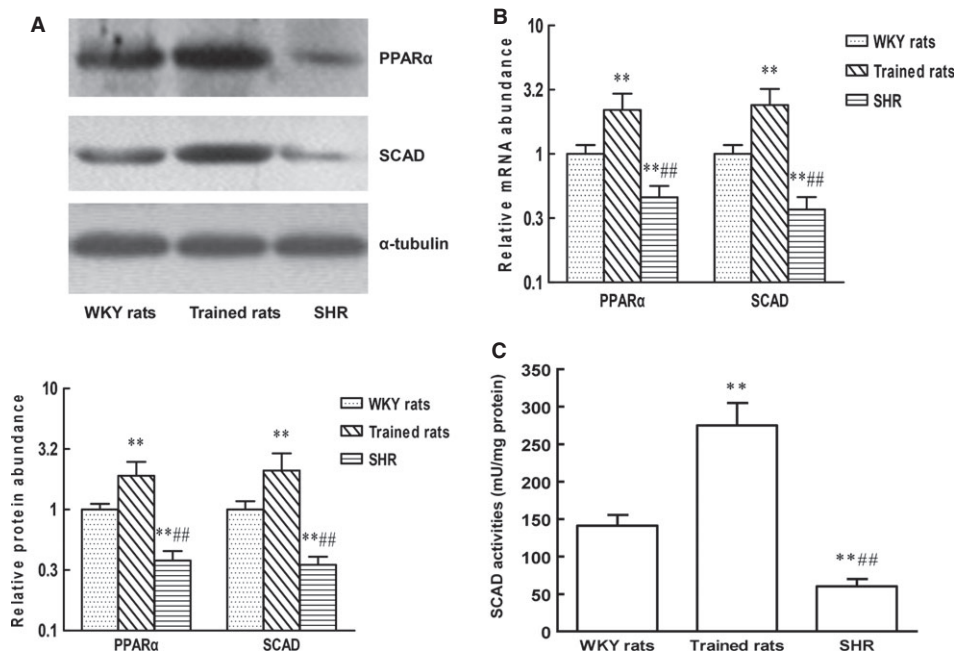 A
PPARα
SCAD
α-tubulin
WKY rats Trained rats SHR
Relative protein abundance
10
3.2
1
0.3
0.1
WKY rats
Trained rats
SHR
**
**##
**
**##
PPARα SCAD
B
Relative mRNA abundance
10
3.2
1
0.3
0.1
WKY rats
Trained rats
SHR
**
**##
**
**##
PPARα SCAD
C
SCAD activities (mU/mg protein)
350
300
250
200
150
100
50
0
**
**##
WKY rats Trained rats SHR